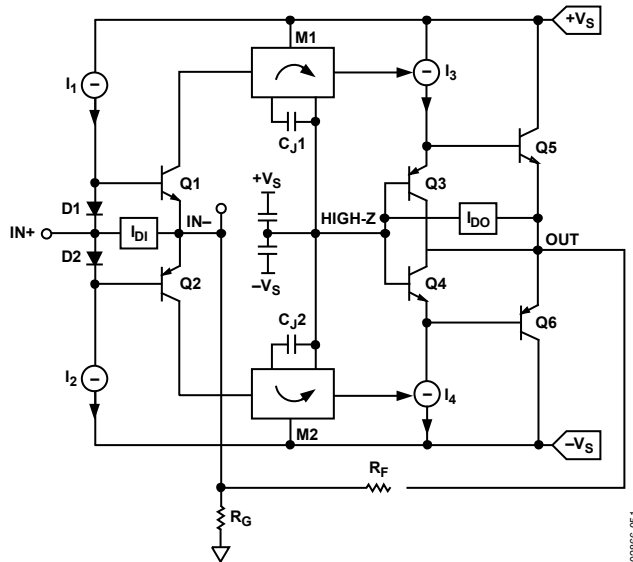 +VS
M1
I1
I3
CJ1
Q5
Q1
+VS
Q3
D1
IN+
IDI
IN–
HIGH-Z
IDO
OUT
D2
–VS
Q4
Q2
CJ2
Q6
I2
I4
M2
–VS
RF
RG